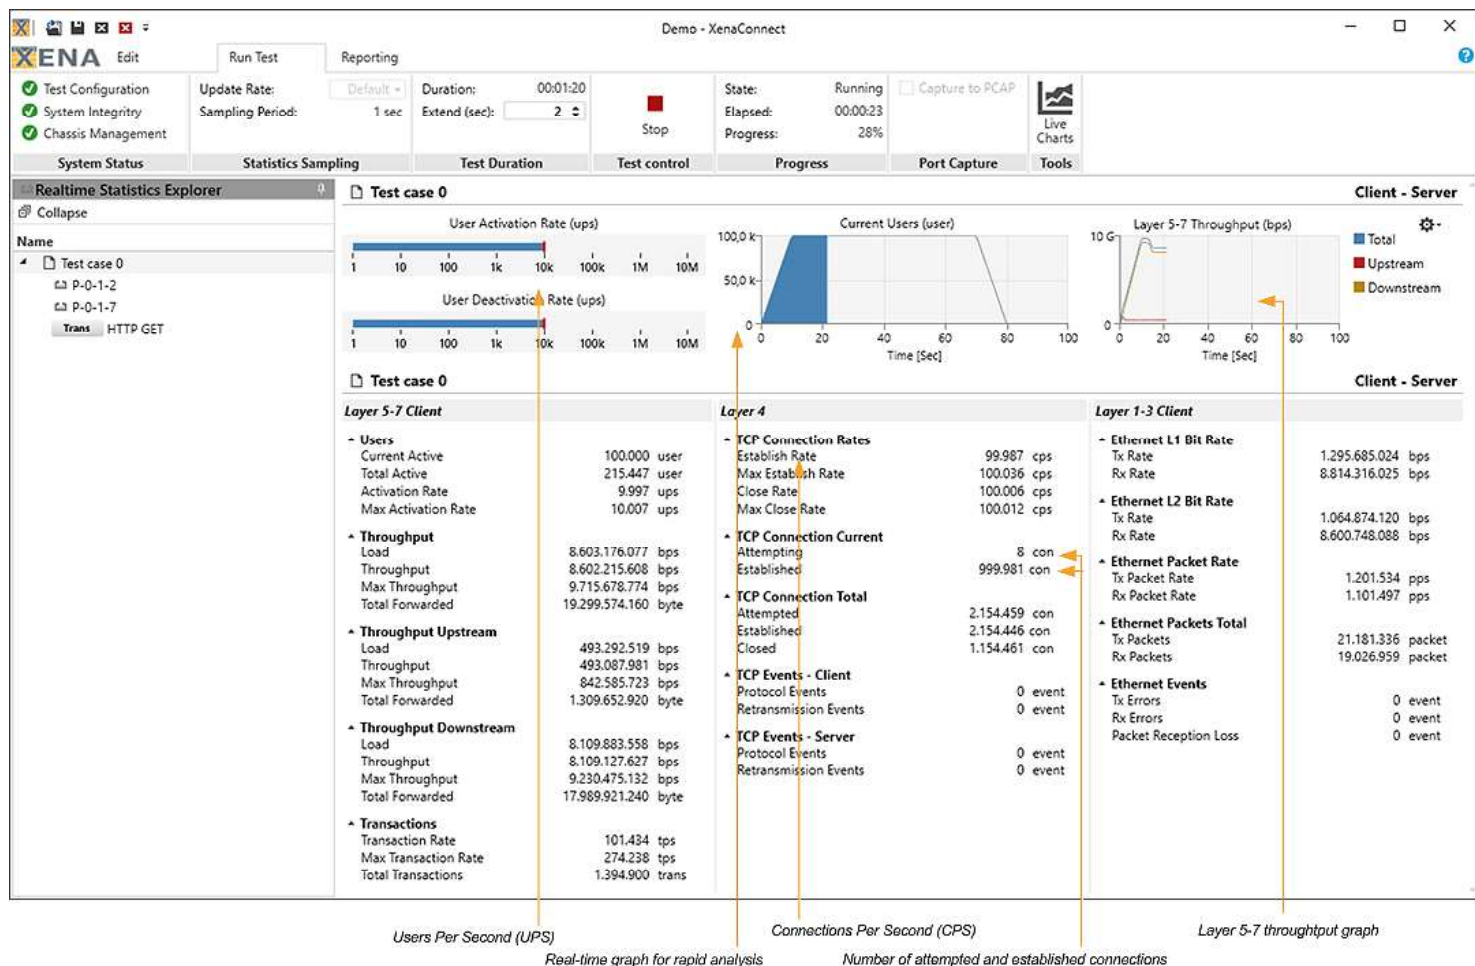 Demo - XenaConnect
XENA Edit Run Test Reporting
Test Configuration
System Integritry
Chassis Management
System Status
Update Rate: Default
Sampling Period: 1 sec
Statistics Sampling
Duration: 00:01:20
Extend (sec): 2
Test Duration
Stop
Test control
State: Running
Elapsed: 00:00:23
Progress: 28%
Progress
Capture to PCAP
Port Capture
Live
Charts
Tools
Realtime Statistics Explorer
Collapse
Name
Test case 0
P-0-1-2
P-0-1-7
Trans HTTP GET
Test case 0 Client - Server
User Activation Rate (ups)
1 10 100 1k 10k 100k 1M 10M
User Deactivation Rate (ups)
1 10 100 1k 10k 100k 1M 10M
Current Users (user)
100,0 k
50,0 k
0
0 20 40 60 80 100
Time [Sec]
Layer 5-7 Throughput (bps)
10 G
0
0 20 40 60 80 100
Time [Sec]
Total
Upstream
Downstream
Test case 0 Client - Server
Layer 5-7 Client
Users
Current Active 100.000 user
Total Active 215.447 user
Activation Rate 9.997 ups
Max Activation Rate 10.007 ups
Throughput
Load 8.603.176.077 bps
Throughput 8.602.215.608 bps
Max Throughput 9.715.678.774 bps
Total Forwarded 19.299.574.160 byte
Throughput Upstream
Load 493.292.519 bps
Throughput 493.087.981 bps
Max Throughput 842.585.723 bps
Total Forwarded 1.309.652.920 byte
Throughput Downstream
Load 8.109.883.558 bps
Throughput 8.109.127.627 bps
Max Throughput 9.230.475.132 bps
Total Forwarded 17.989.921.240 byte
Transactions
Transaction Rate 101.434 tps
Max Transaction Rate 274.238 tps
Total Transactions 1.394.900 trans
Layer 4
TCP Connection Rates
Establish Rate 99.987 cps
Max Establish Rate 100.036 cps
Close Rate 100.006 cps
Max Close Rate 100.012 cps
TCP Connection Current
Attempting 8 con
Established 999.981 con
TCP Connection Total
Attempted 2.154.459 con
Established 2.154.446 con
Closed 1.154.461 con
TCP Events - Client
Protocol Events 0 event
Retransmission Events 0 event
TCP Events - Server
Protocol Events 0 event
Retransmission Events 0 event
Layer 1-3 Client
Ethernet L1 Bit Rate
Tx Rate 1.295.685.024 bps
Rx Rate 8.814.316.025 bps
Ethernet L2 Bit Rate
Tx Rate 1.064.874.120 bps
Rx Rate 8.600.748.088 bps
Ethernet Packet Rate
Tx Packet Rate 1.201.534 pps
Rx Packet Rate 1.101.497 pps
Ethernet Packets Total
Tx Packets 21.181.336 packet
Rx Packets 19.026.959 packet
Ethernet Events
Tx Errors 0 event
Rx Errors 0 event
Packet Reception Loss 0 event
Users Per Second (UPS)
Real-time graph for rapid analysis
Connections Per Second (CPS)
Number of attempted and established connections
Layer 5-7 throughtput graph